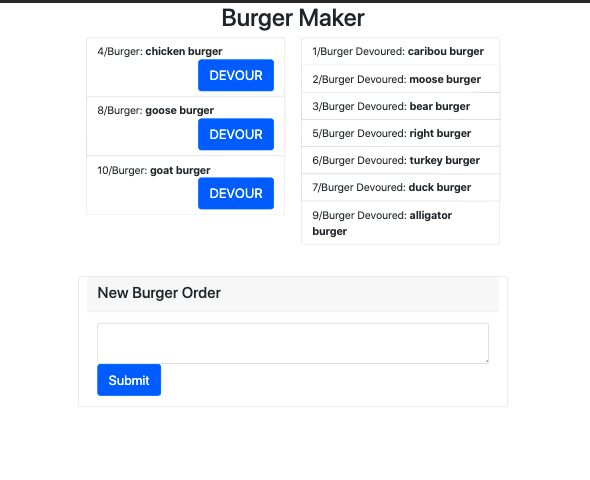 Burger Maker
4/Burger: chicken burger
DEVOUR
8/Burger: goose burger
DEVOUR
10/Burger: goat burger
DEVOUR
1/Burger Devoured: caribou burger
2/Burger Devoured: moose burger
3/Burger Devoured: bear burger
5/Burger Devoured: right burger
6/Burger Devoured: turkey burger
7/Burger Devoured: duck burger
9/Burger Devoured: alligator
burger
New Burger Order
Submit